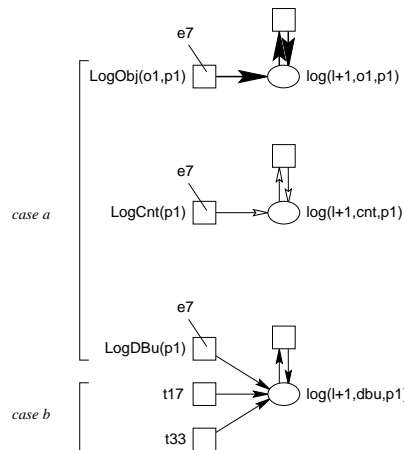 e7
LogObj(o1,p1) log(l+1,o1,p1)
e7
case a LogCnt(p1) log(l+1,cnt,p1)
e7
LogDBu(p1)
t17 log(l+1,dbu,p1)
case b
t33